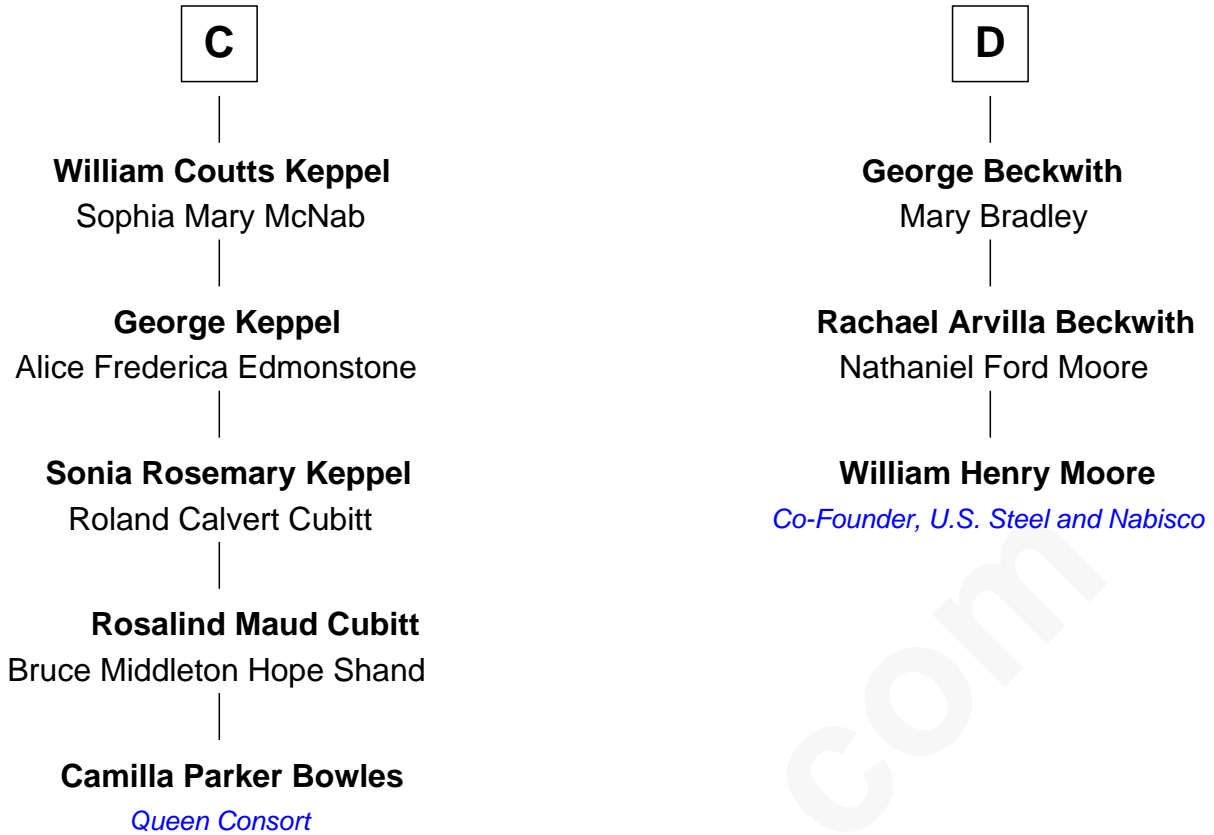 C
William Coutts Keppel
Sophia Mary McNab
George Keppel
Alice Frederica Edmonstone
Sonia Rosemary Keppel
Roland Calvert Cubitt
Rosalind Maud Cubitt
Bruce Middleton Hope Shand
Camilla Parker Bowles
Queen Consort
D
George Beckwith
Mary Bradley
Rachael Arvilla Beckwith
Nathaniel Ford Moore
William Henry Moore
Co-Founder, U.S. Steel and Nabisco
com